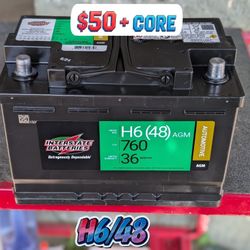 $50 + CORE
H6 (48) AGM
760
36
INTERSTATE
BATTERIES
Outrageously Dependable
AUTOMOTIVE
AGM
H6/48